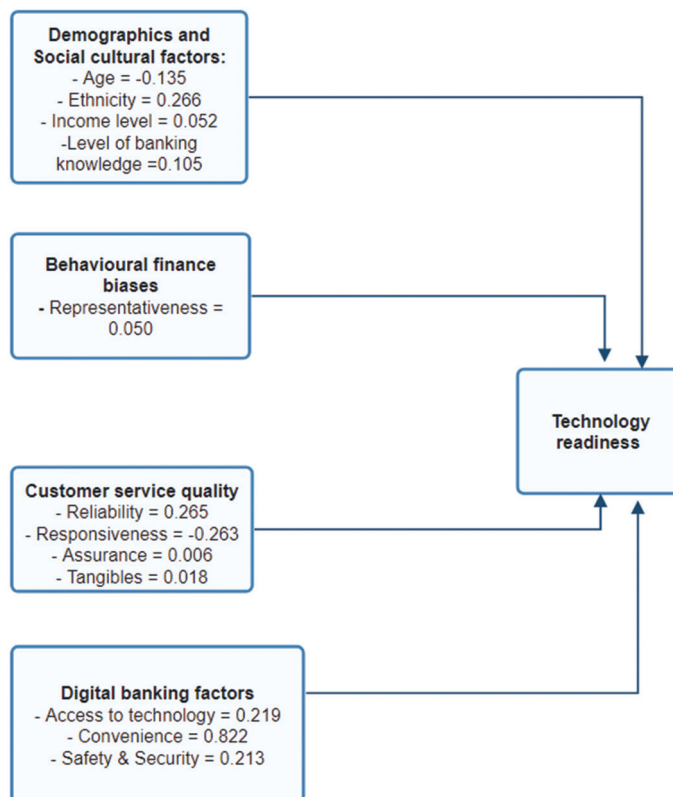 Demographics and
Social cultural factors:
- Age = -0.135
- Ethnicity = 0.266
- Income level = 0.052
-Level of banking
knowledge =0.105
Behavioural finance
biases
- Representativeness =
0.050
Technology
readiness
Customer service quality
- Reliability = 0.265
- Responsiveness = -0.263
- Assurance = 0.006
- Tangibles = 0.018
Digital banking factors
- Access to technology = 0.219
- Convenience = 0.822
- Safety & Security = 0.213